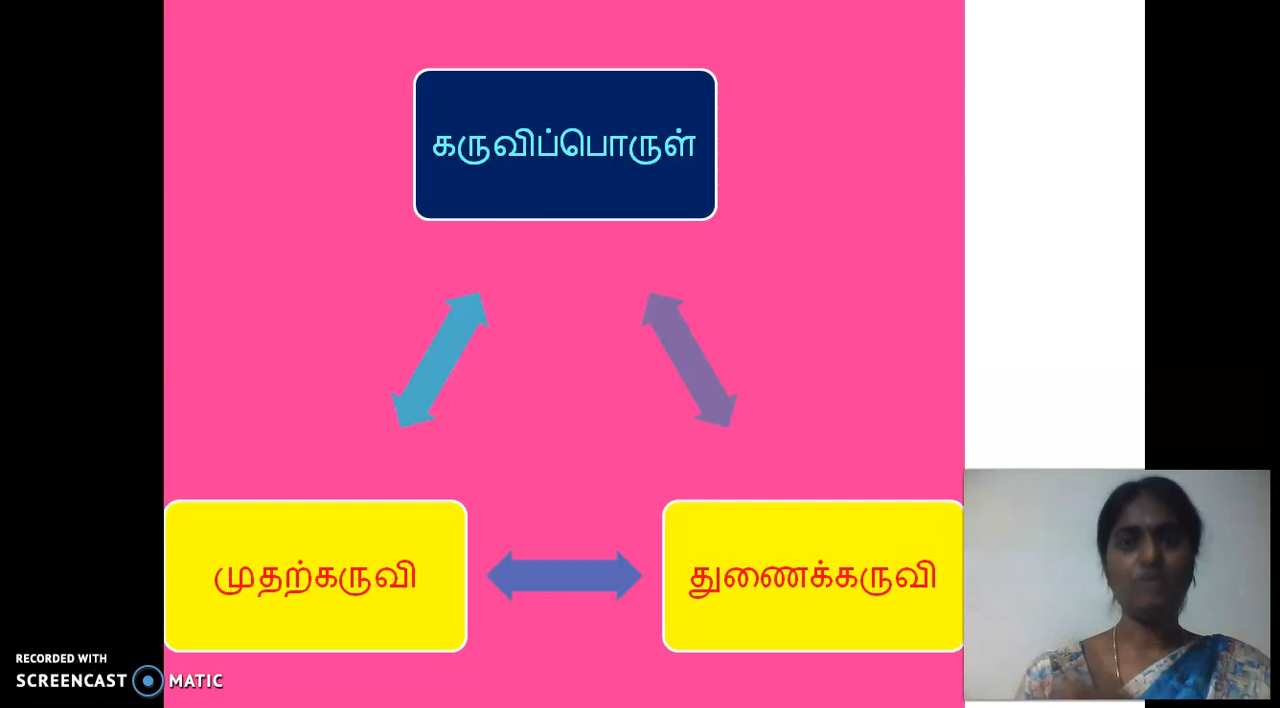 கருவிப்பொருள்
முதற்கருவி
துணைக்கருவி
RECORDED WITH
SCREENCAST MATIC